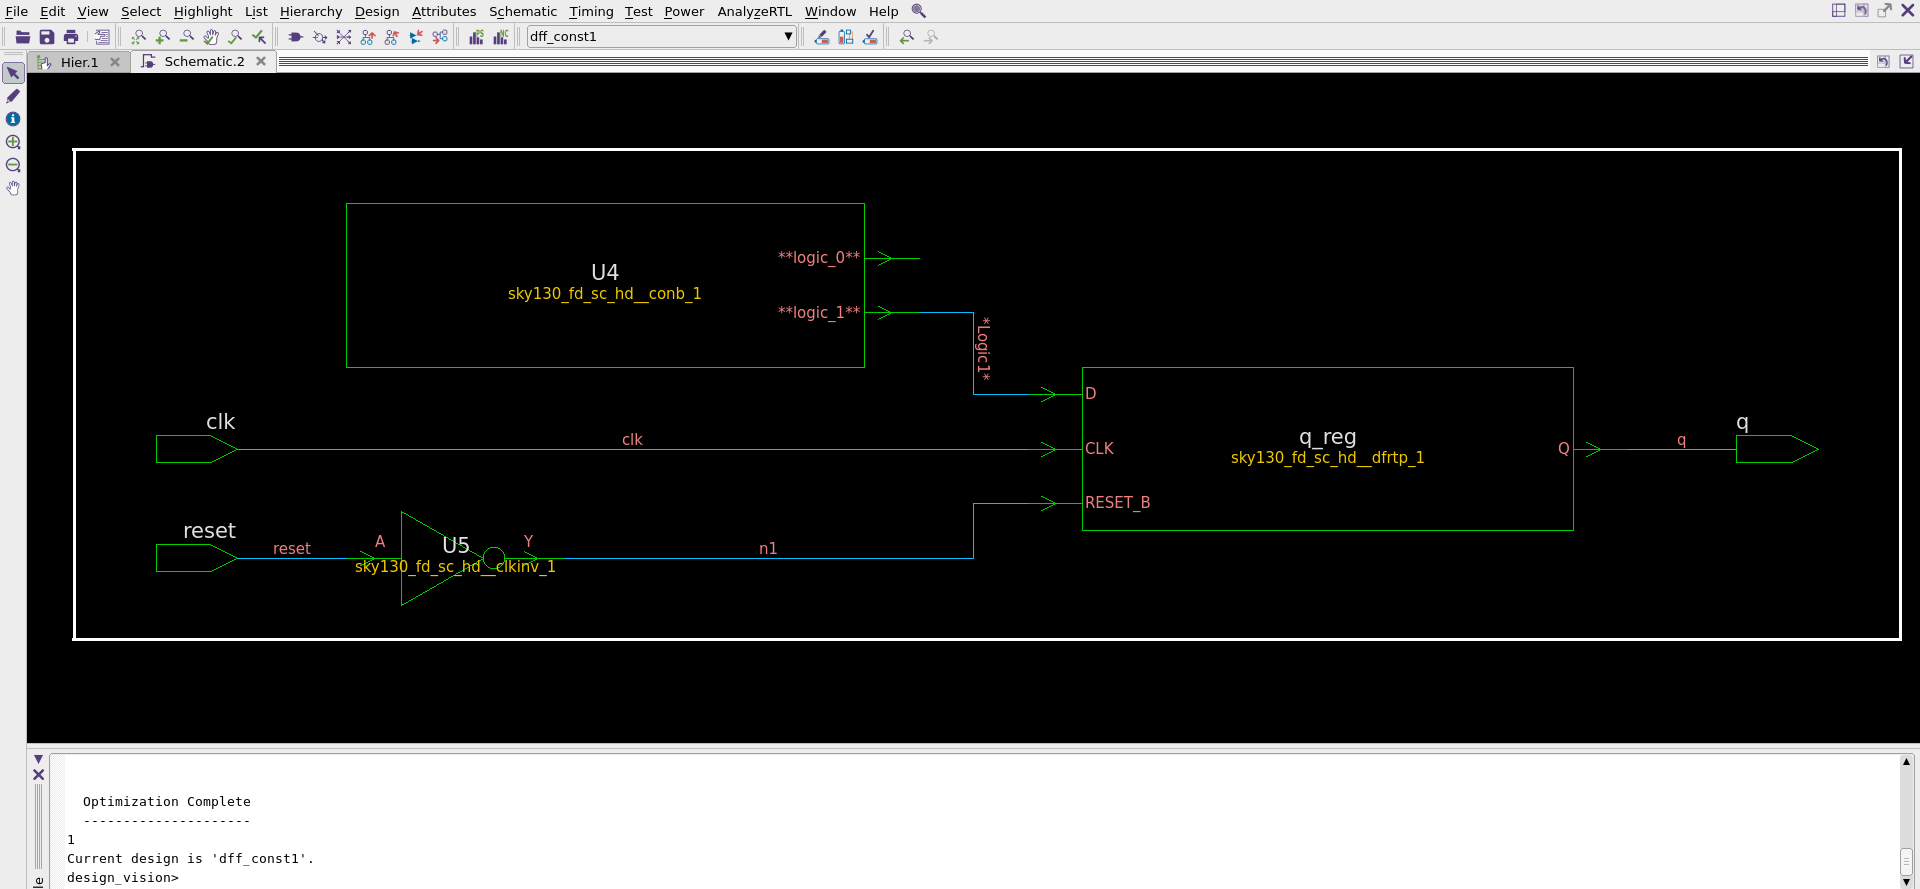 File Edit View Select Highlight List Hierarchy Design Attributes Schematic Timing Test Power AnalyzeRTL Window Help
dff_const1
Hier.1 Schematic.2
**logic_0**
U4
sky130_fd_sc_hd__conb_1
**logic_1**
*Logic1*
D
clk
clk
CLK
q_reg
sky130_fd_sc_hd__dfrtp_1
Q
q
q
RESET_B
reset
reset
A
U5
sky130_fd_sc_hd__clkinv_1
Y
n1
Optimization Complete
---------------------
1
Current design is 'dff_const1'.
design_vision>